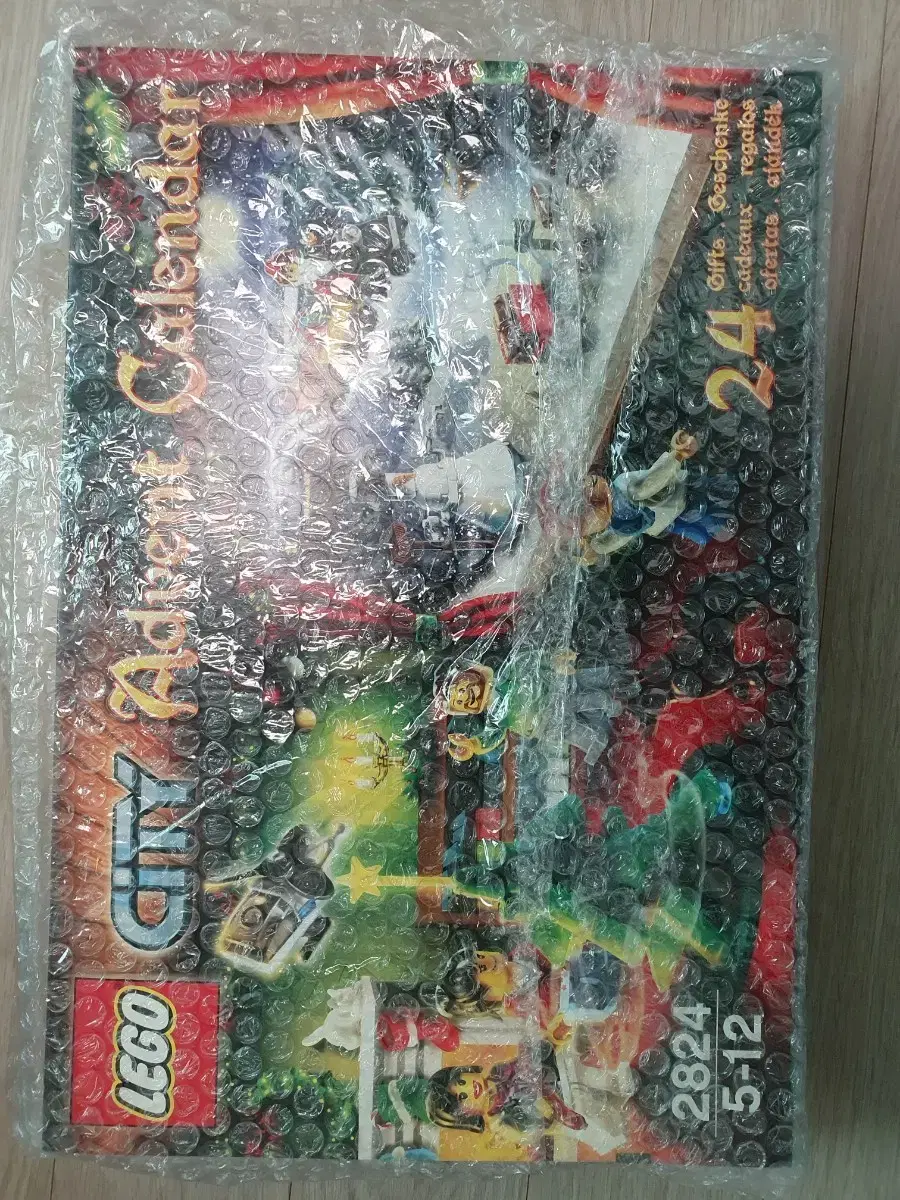 LEGO
CITY Advent Calendar
24 Gifts . Geschenke
cadeaux . regalos
ofertas . ajándék
2824
5-12